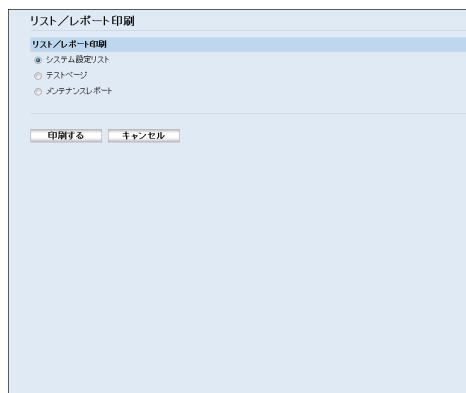 リスト／レポート印刷
リスト／レポート印刷
システム設定リスト
テストページ
メンテナンスレポート
印刷する キャンセル